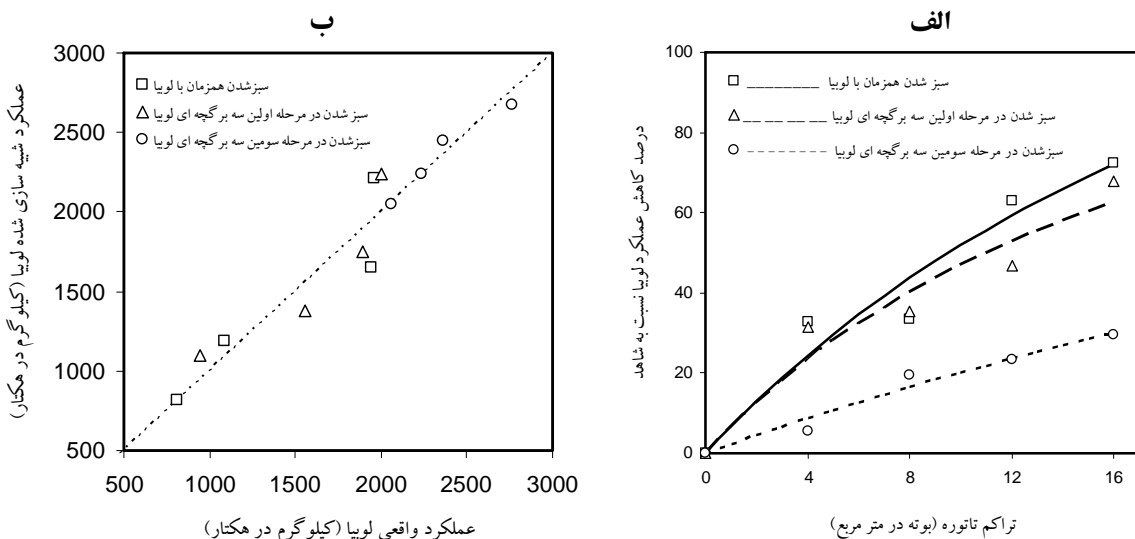 الف
100
80
60
40
20
0
0 4 8 12 16
سبز شدن همزمان با لوبیا
سبز شدن در مرحله اولین سه برگچه ای لوبیا
سبزشدن در مرحله سومین سه برگچه ای لوبیا
درصد کاهش عملکرد لوبیا نسبت به شاهد
تراکم تاتوره (بوته در متر مربع)
ب
3000
2500
2000
1500
1000
500
500 1000 1500 2000 2500 3000
سبزشدن همزمان با لوبیا
سبز شدن در مرحله اولین سه برگچه ای لوبیا
سبزشدن در مرحله سومین سه برگچه ای لوبیا
عملکرد شبیه سازی شده لوبیا (کیلو گرم در هکتار)
عملکرد واقعی لوبیا (کیلوگرم در هکتار)